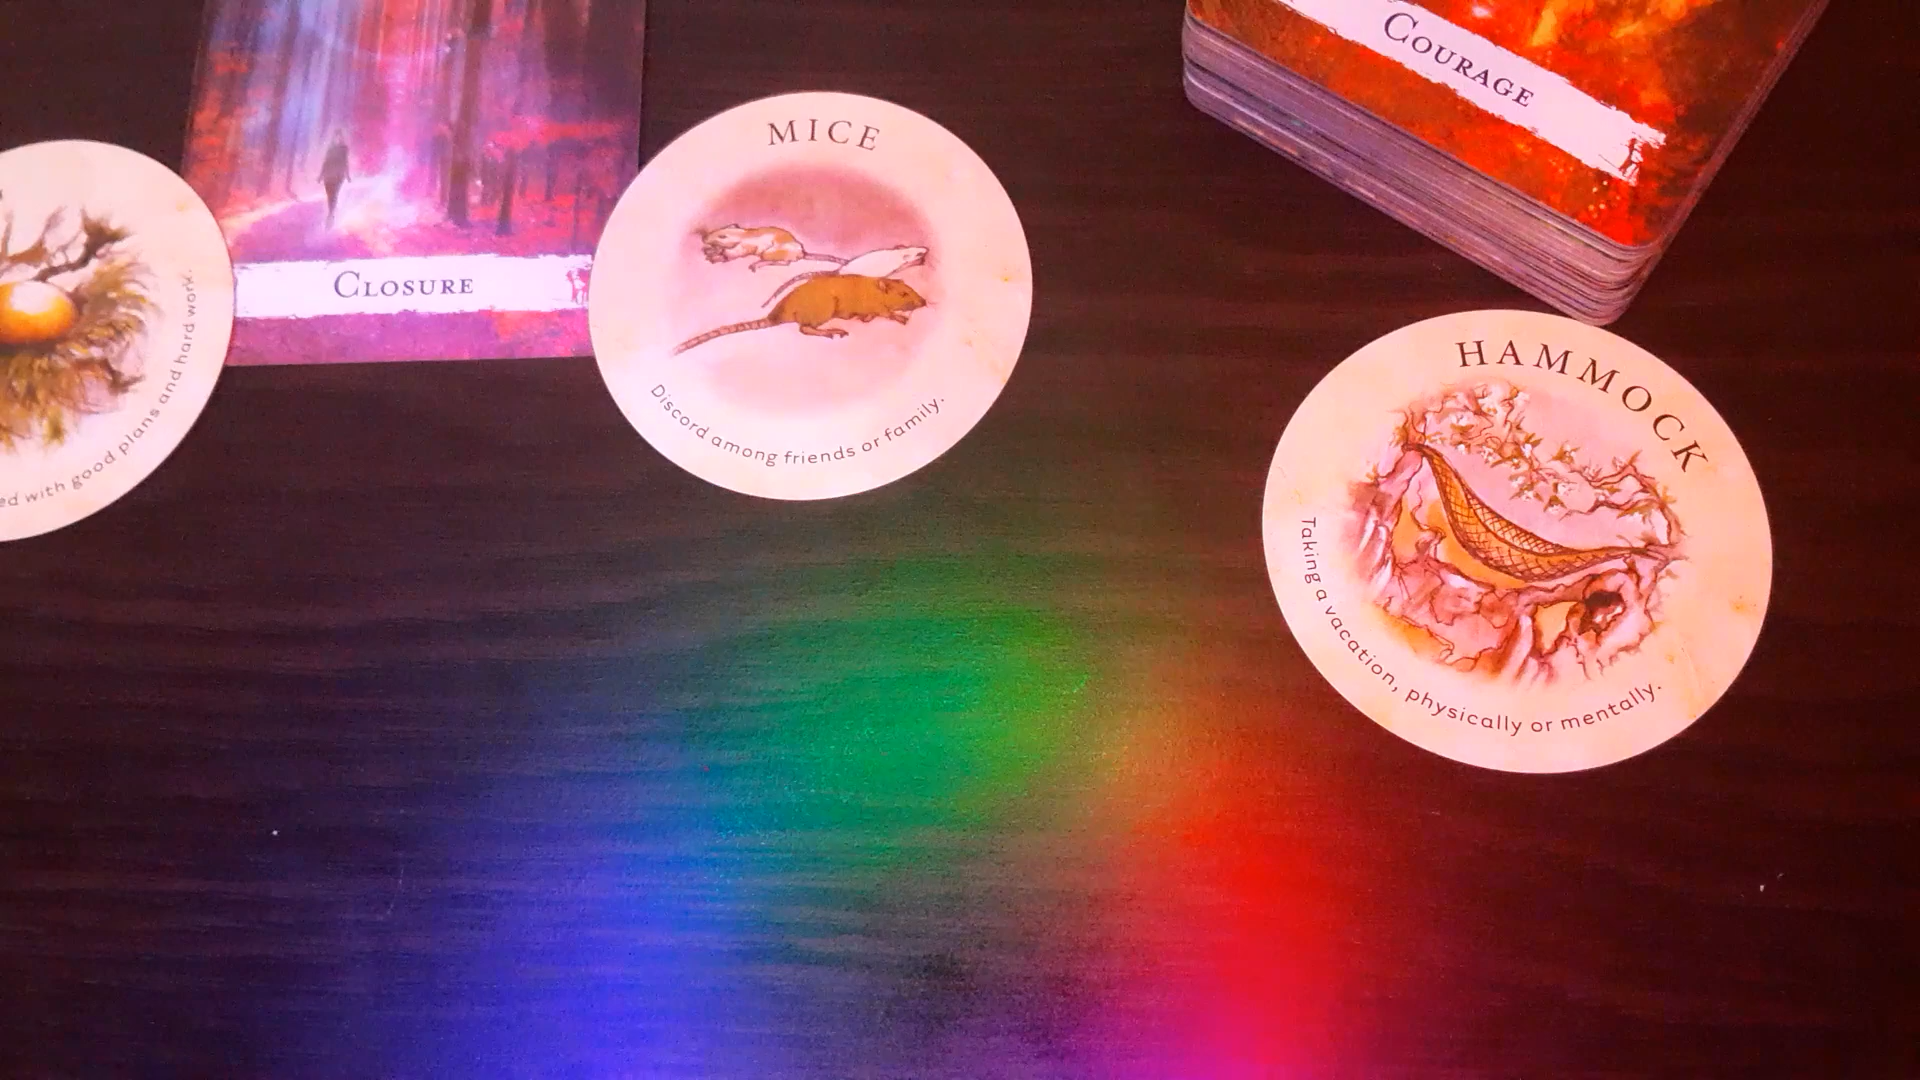 COURAGE
CLOSURE
MICE
Discord among friends or family.
with good plans and hard work.
HAMMOCK
Taking a vacation, physically or mentally.